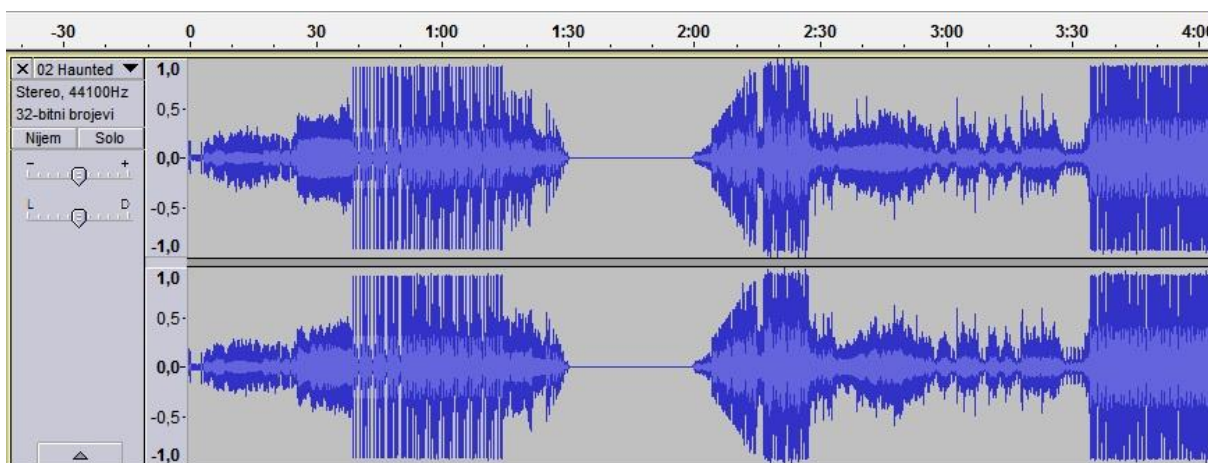 -30 0 30 1:00 1:30 2:00 2:30 3:00 3:30 4:00
02 Haunted
Stereo, 44100Hz
32-bitni brojevi
Nijem Solo
- +
L D
1,0
0,5
0,0
-0,5
-1,0
1,0
0,5
0,0
-0,5
-1,0